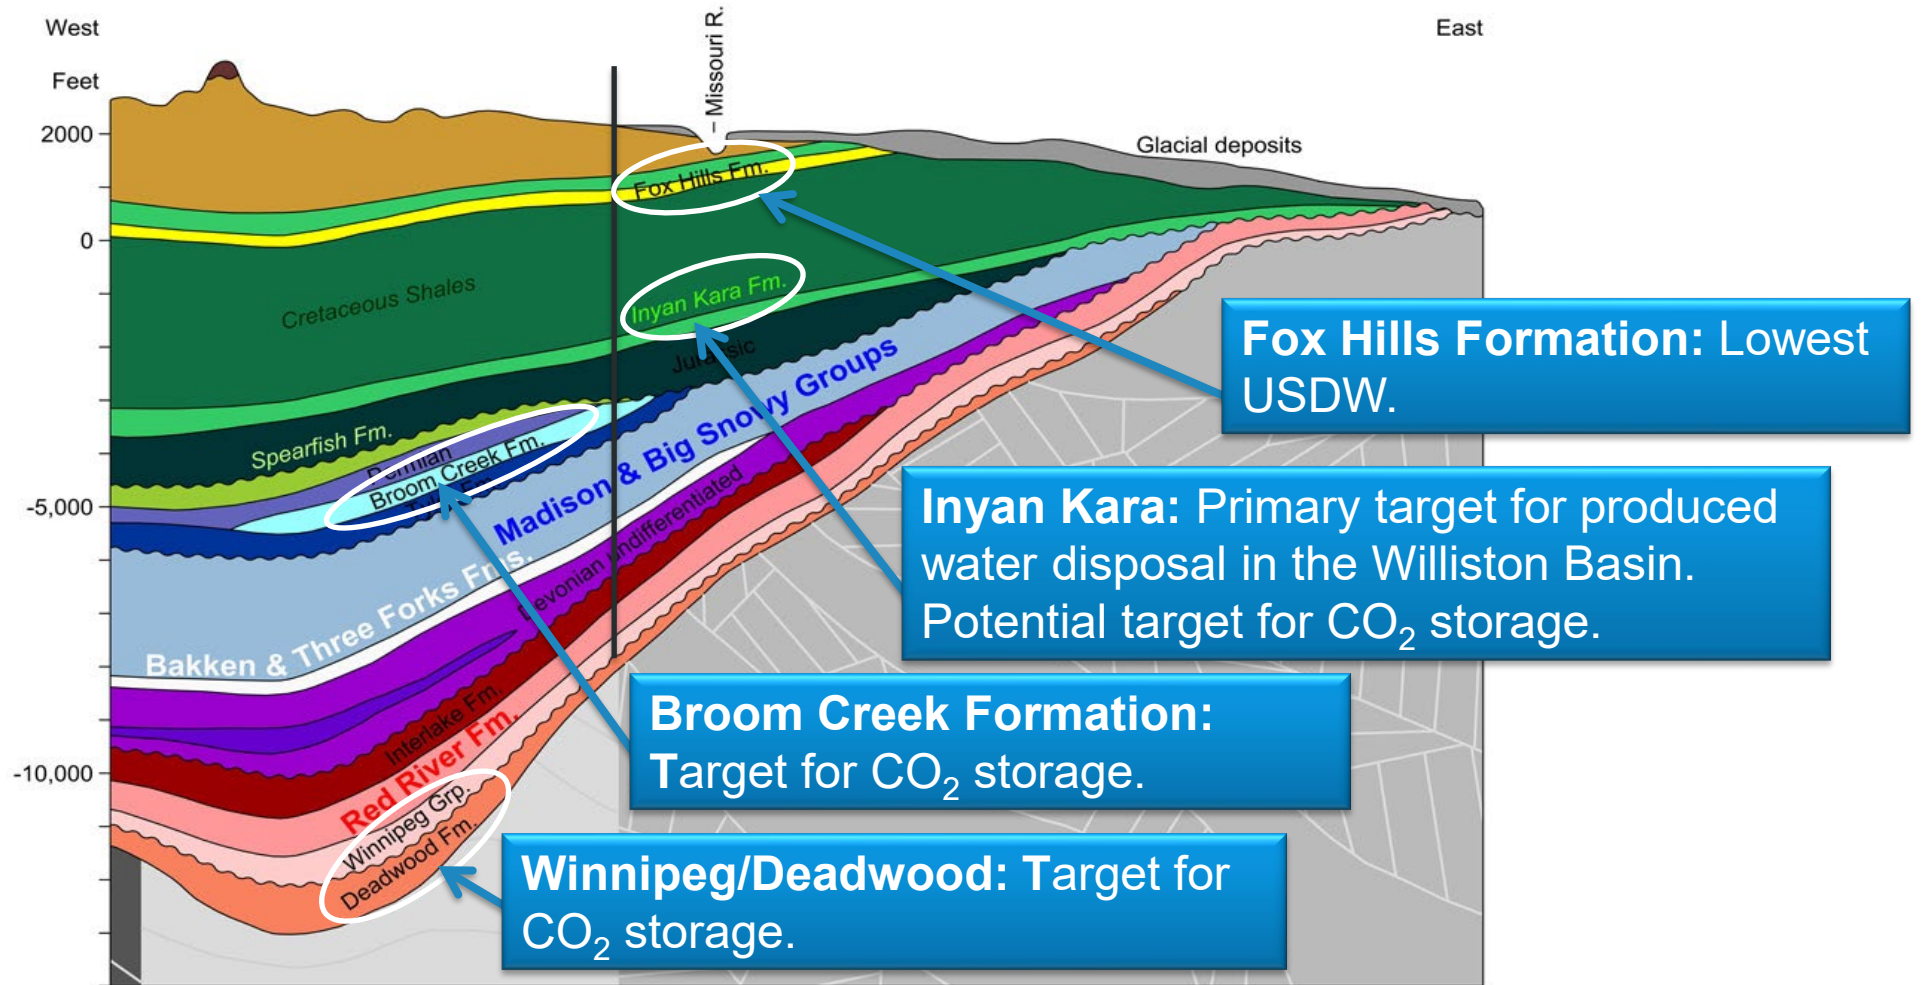 West
East
Feet
– Missouri R.
2000
Glacial deposits
Fox Hills Fm.
0
Cretaceous Shales
Inyan Kara Fm.
Jurassic
Fox Hills Formation: Lowest
USDW.
Spearfish Fm.
Permian
Broom Creek Fm.
Madison & Big Snowy Groups
-5,000
Inyan Kara: Primary target for produced
water disposal in the Williston Basin.
Potential target for CO₂ storage.
Devonian Undifferentiated
Bakken & Three Forks Fms.
Interlake Fm.
Broom Creek Formation:
Target for CO₂ storage.
Red River Fm.
-10,000
Winnipeg Grp.
Deadwood Fm.
Winnipeg/Deadwood: Target for
CO₂ storage.